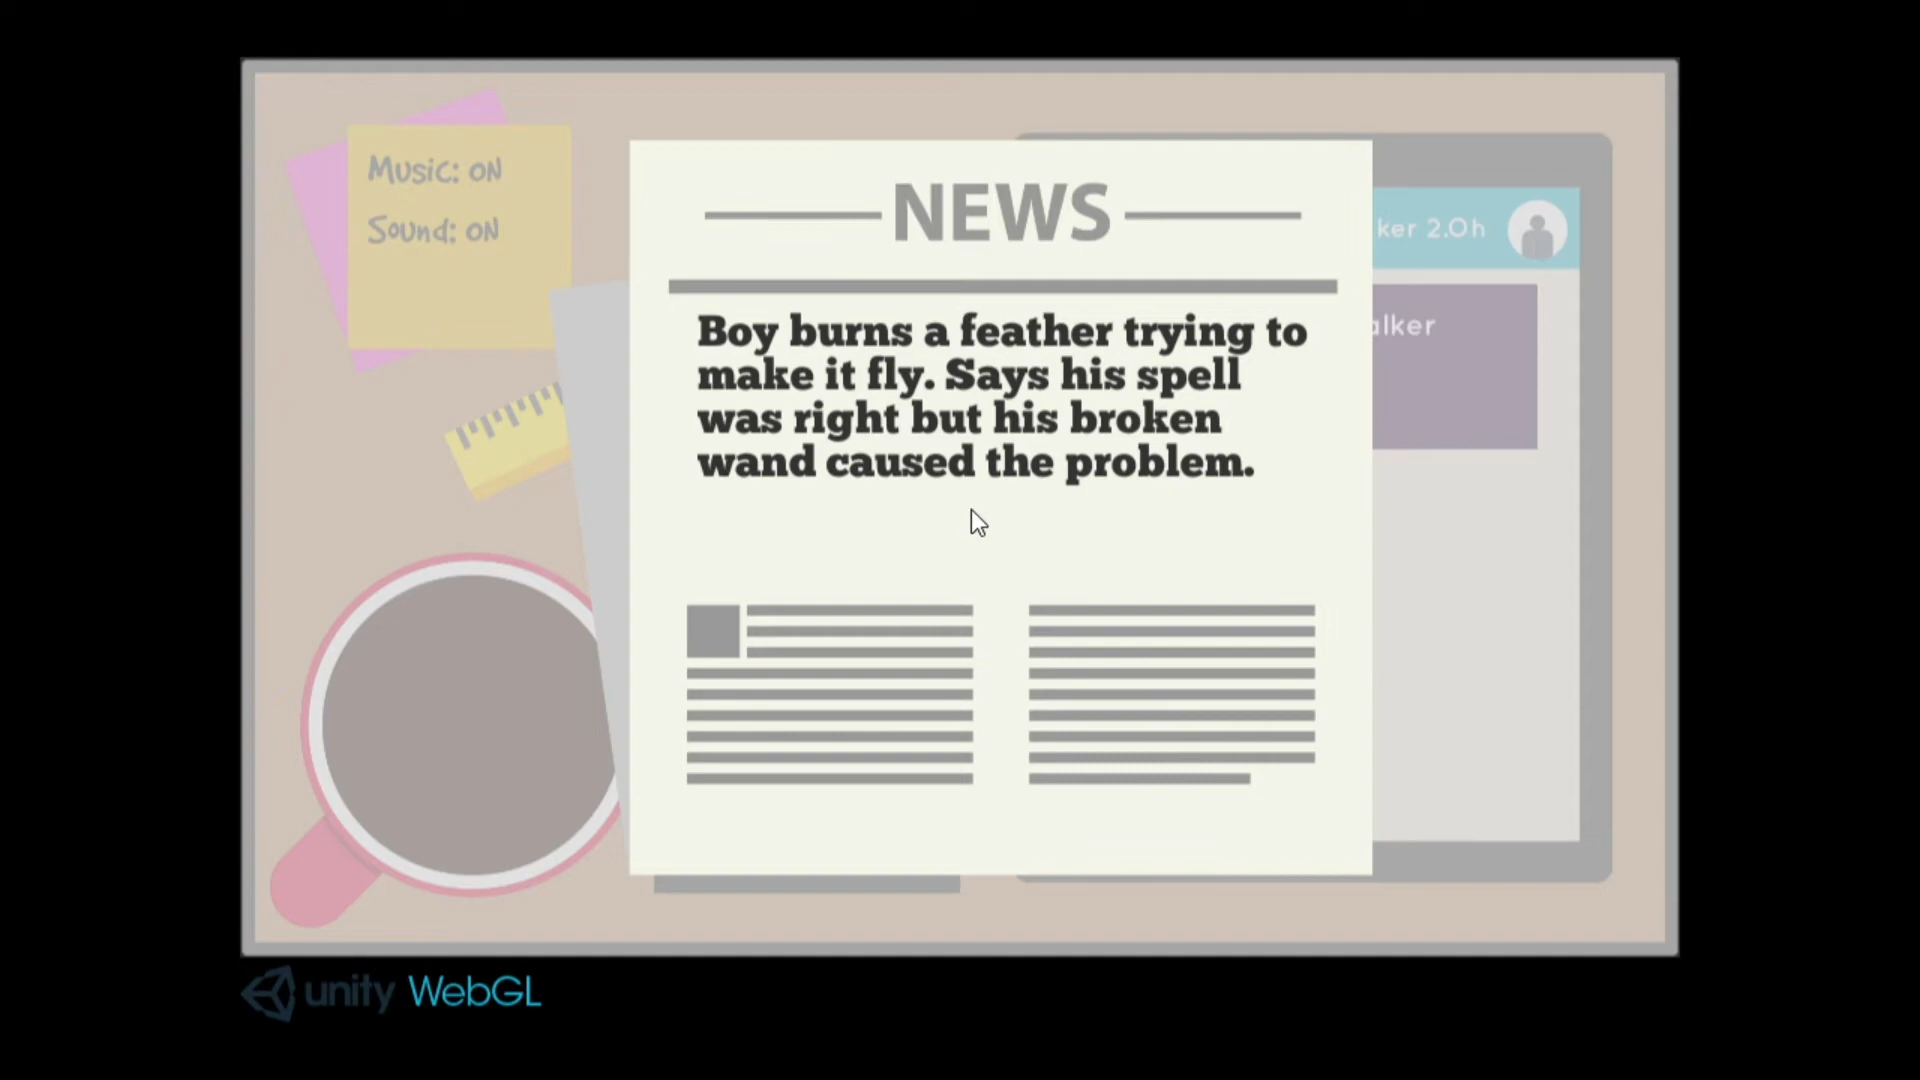 Music: ON
Sound: ON
NEWS
Boy burns a feather trying to
make it fly. Says his spell
was right but his broken
wand caused the problem.
ker 2.0h
alker
unity WebGL